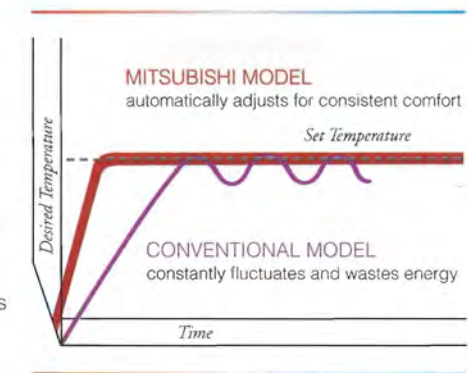 MITSUBISHI MODEL
automatically adjusts for consistent comfort
Set Temperature
Desired Temperature
CONVENTIONAL MODEL
constantly fluctuates and wastes energy
s
Time